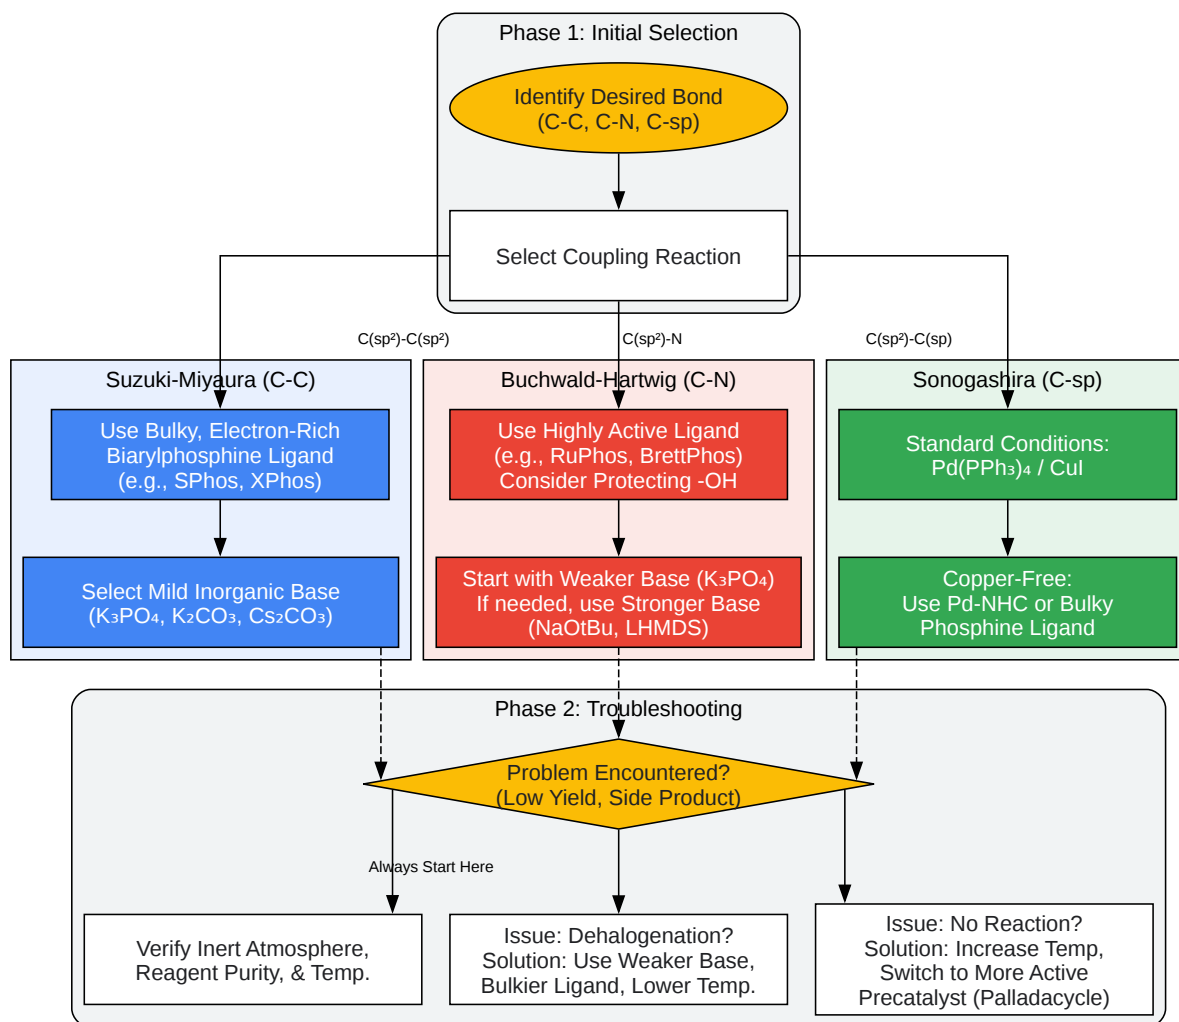 Phase 1: Initial Selection
Identify Desired Bond
(C-C, C-N, C-sp)
Select Coupling Reaction
C(sp²)-C(sp²)
C(sp²)-N
C(sp²)-C(sp)
Suzuki-Miyaura (C-C)
Use Bulky, Electron-Rich
Biarylphosphine Ligand
(e.g., SPhos, XPhos)
Select Mild Inorganic Base
(K₃PO₄, K₂CO₃, Cs₂CO₃)
Buchwald-Hartwig (C-N)
Use Highly Active Ligand
(e.g., RuPhos, BrettPhos)
Consider Protecting -OH
Start with Weaker Base (K₃PO₄)
If needed, use Stronger Base
(NaOtBu, LHMDS)
Sonogashira (C-sp)
Standard Conditions:
Pd(PPh₃)₄ / CuI
Copper-Free:
Use Pd-NHC or Bulky
Phosphine Ligand
Phase 2: Troubleshooting
Problem Encountered?
(Low Yield, Side Product)
Always Start Here
Verify Inert Atmosphere,
Reagent Purity, & Temp.
Issue: Dehalogenation?
Solution: Use Weaker Base,
Bulkier Ligand, Lower Temp.
Issue: No Reaction?
Solution: Increase Temp,
Switch to More Active
Precatalyst (Palladacycle)